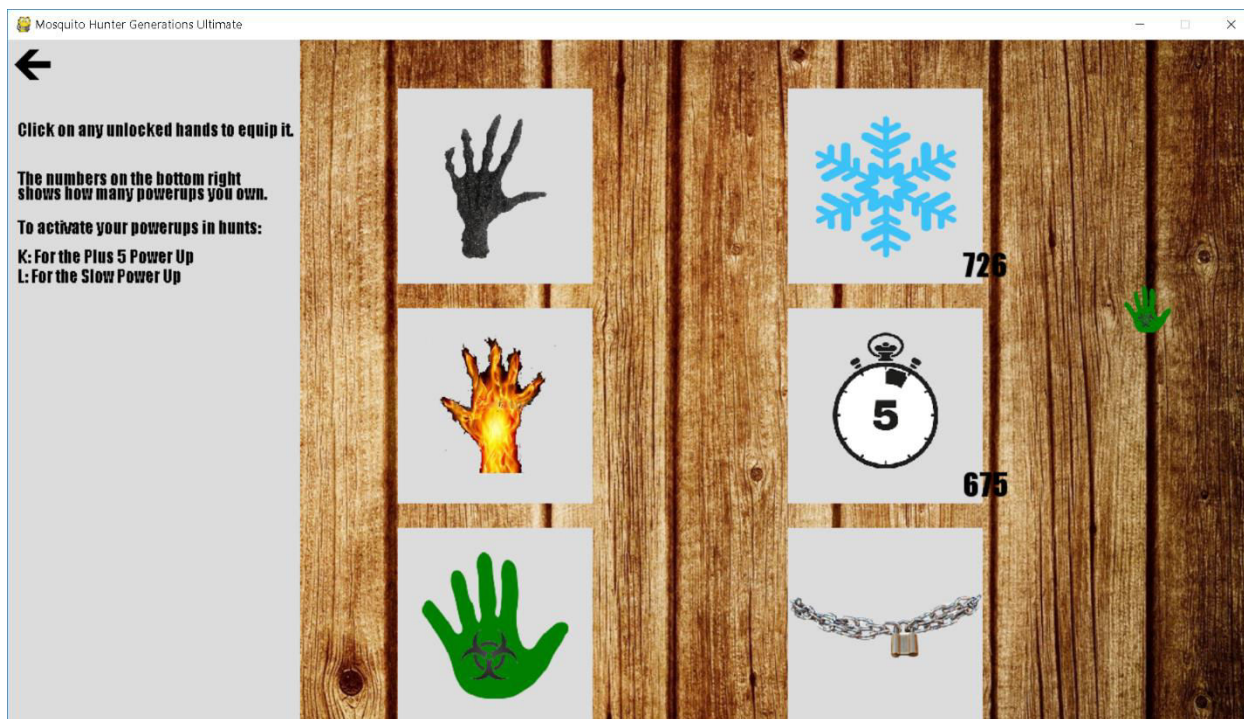 Mosquito Hunter Generations Ultimate
Click on any unlocked hands to equip it.
The numbers on the bottom right
shows how many powerups you own.
To activate your powerups in hunts:
K: For the Plus 5 Power Up
L: For the Slow Power Up
726
5
675